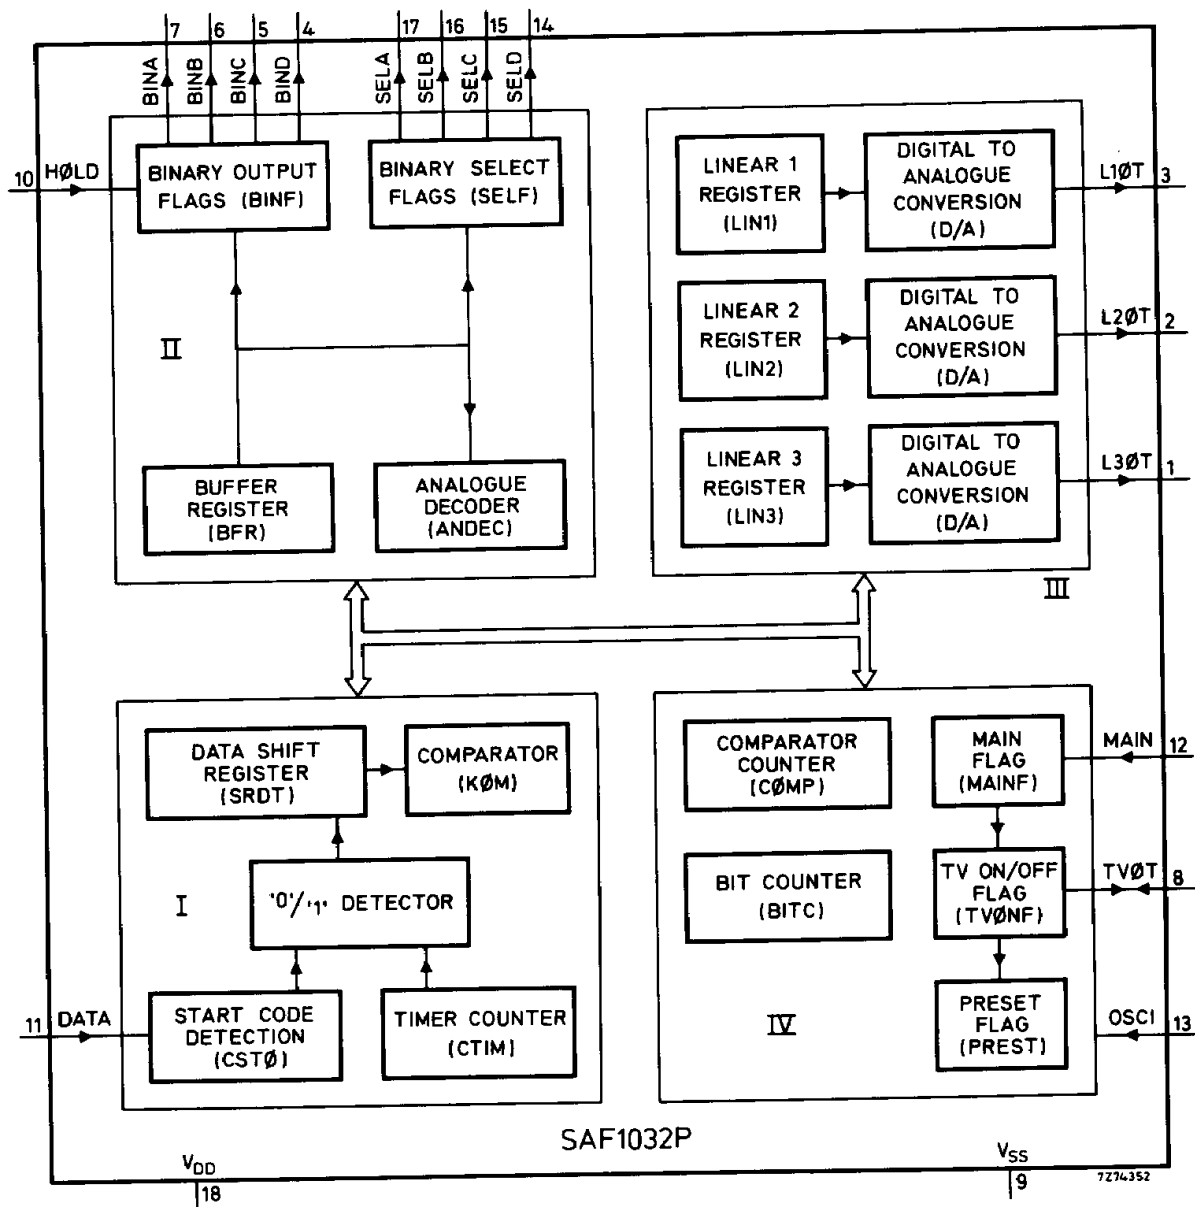 7 6 5 4 17 16 15 14
BINA BINB BINC BIND SELA SELB SELC SELD
10 HØLD
BINARY OUTPUT
FLAGS (BINF)
BINARY SELECT
FLAGS (SELF)
II
BUFFER
REGISTER
(BFR)
ANALOGUE
DECODER
(ANDEC)
LINEAR 1
REGISTER
(LIN1)
DIGITAL TO
ANALOGUE
CONVERSION
(D/A)
L1ØT 3
LINEAR 2
REGISTER
(LIN2)
DIGITAL TO
ANALOGUE
CONVERSION
(D/A)
L2ØT 2
LINEAR 3
REGISTER
(LIN3)
DIGITAL TO
ANALOGUE
CONVERSION
(D/A)
L3ØT 1
III
DATA SHIFT
REGISTER
(SRDT)
COMPARATOR
(KØM)
I
'0'/'1' DETECTOR
11 DATA
START CODE
DETECTION
(CSTØ)
TIMER COUNTER
(CTIM)
COMPARATOR
COUNTER
(CØMP)
MAIN
FLAG
(MAINF)
MAIN 12
BIT COUNTER
(BITC)
TV ON/OFF
FLAG
(TVØNF)
TVØT 8
IV
PRESET
FLAG
(PREST)
OSCI 13
SAF1032P
VDD
18
VSS
9
7Z74352